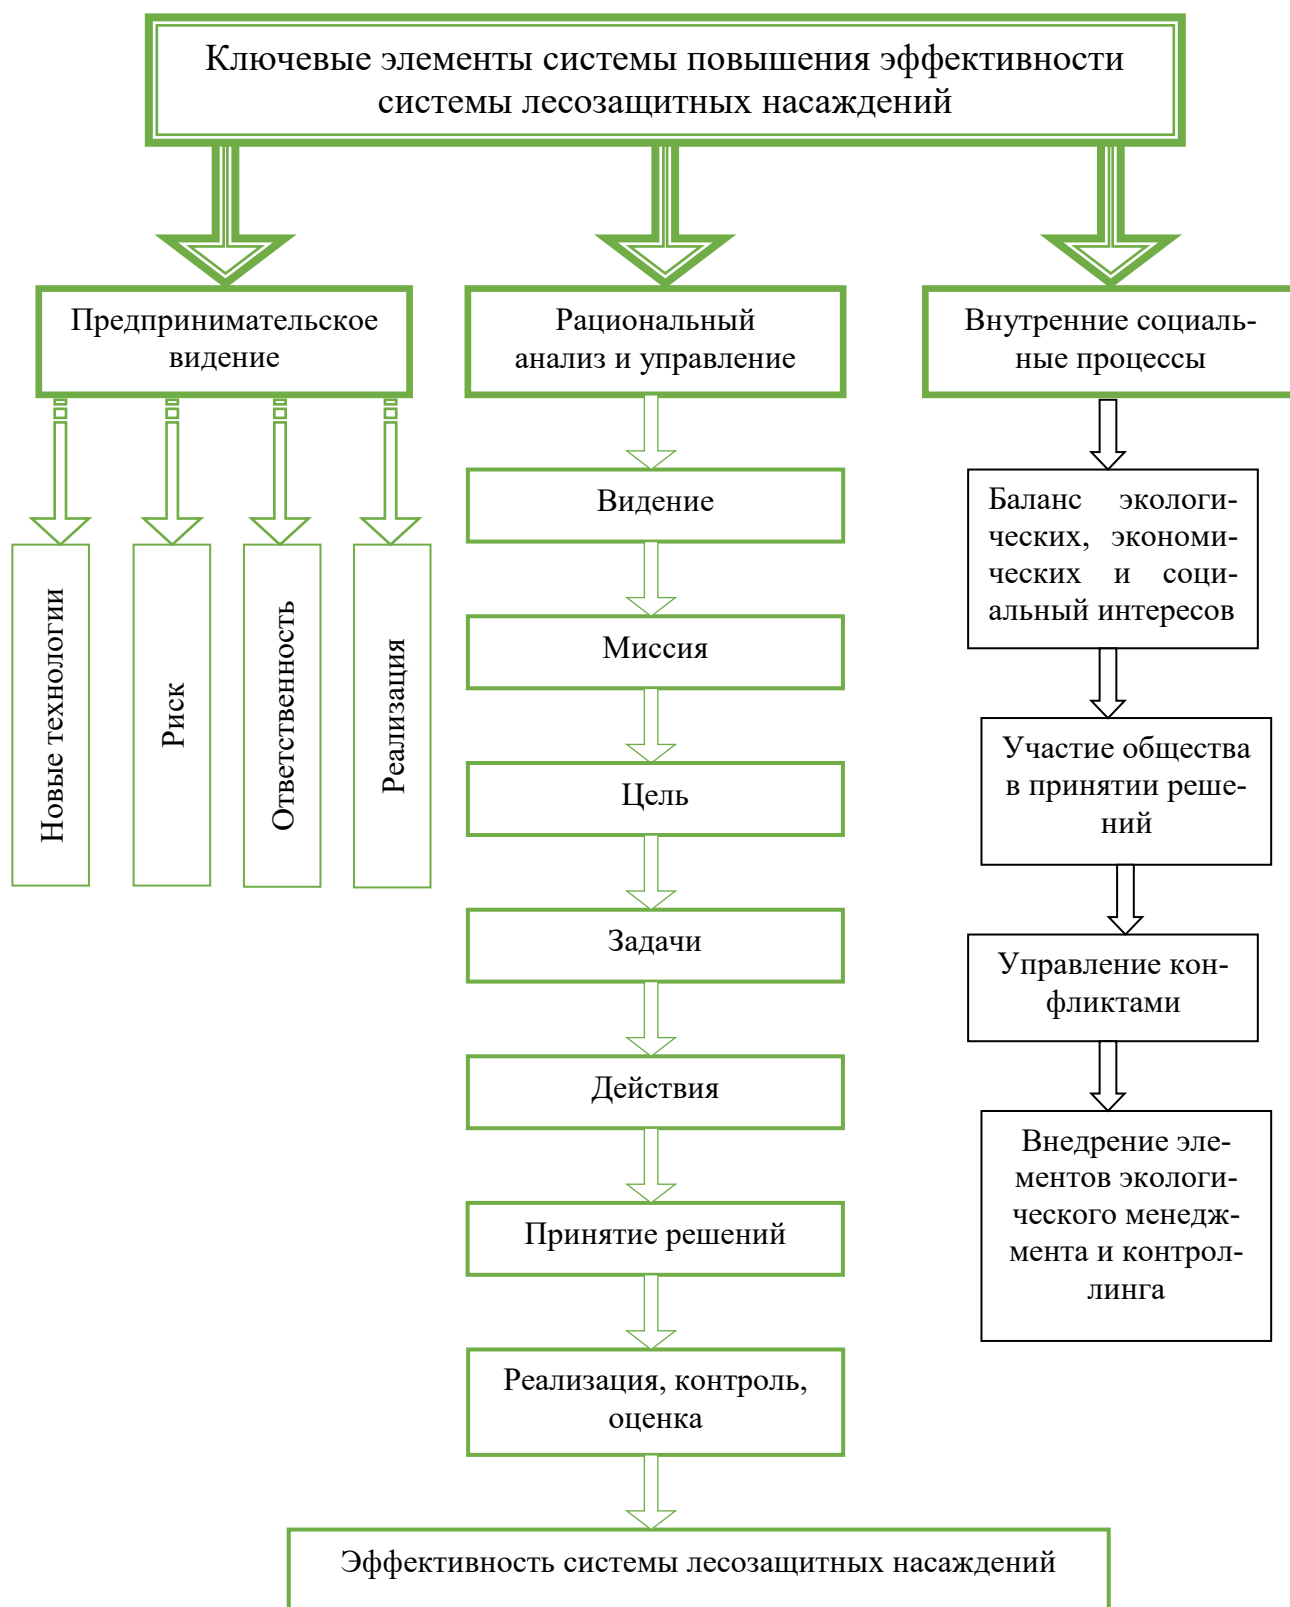 Ключевые элементы системы повышения эффективности
системы лесозащитных насаждений
Предпринимательское
видение
Новые технологии
Риск
Ответственность
Реализация
Рациональный
анализ и управление
Видение
Миссия
Цель
Задачи
Действия
Принятие решений
Реализация, контроль,
оценка
Внутренние социаль-
ные процессы
Баланс экологи-
ческих, экономи-
ческих и соци-
альный интересов
Участие общества
в принятии реше-
ний
Управление кон-
фликтами
Внедрение эле-
ментов экологи-
ческого менедж-
мента и контрол-
линга
Эффективность системы лесозащитных насаждений